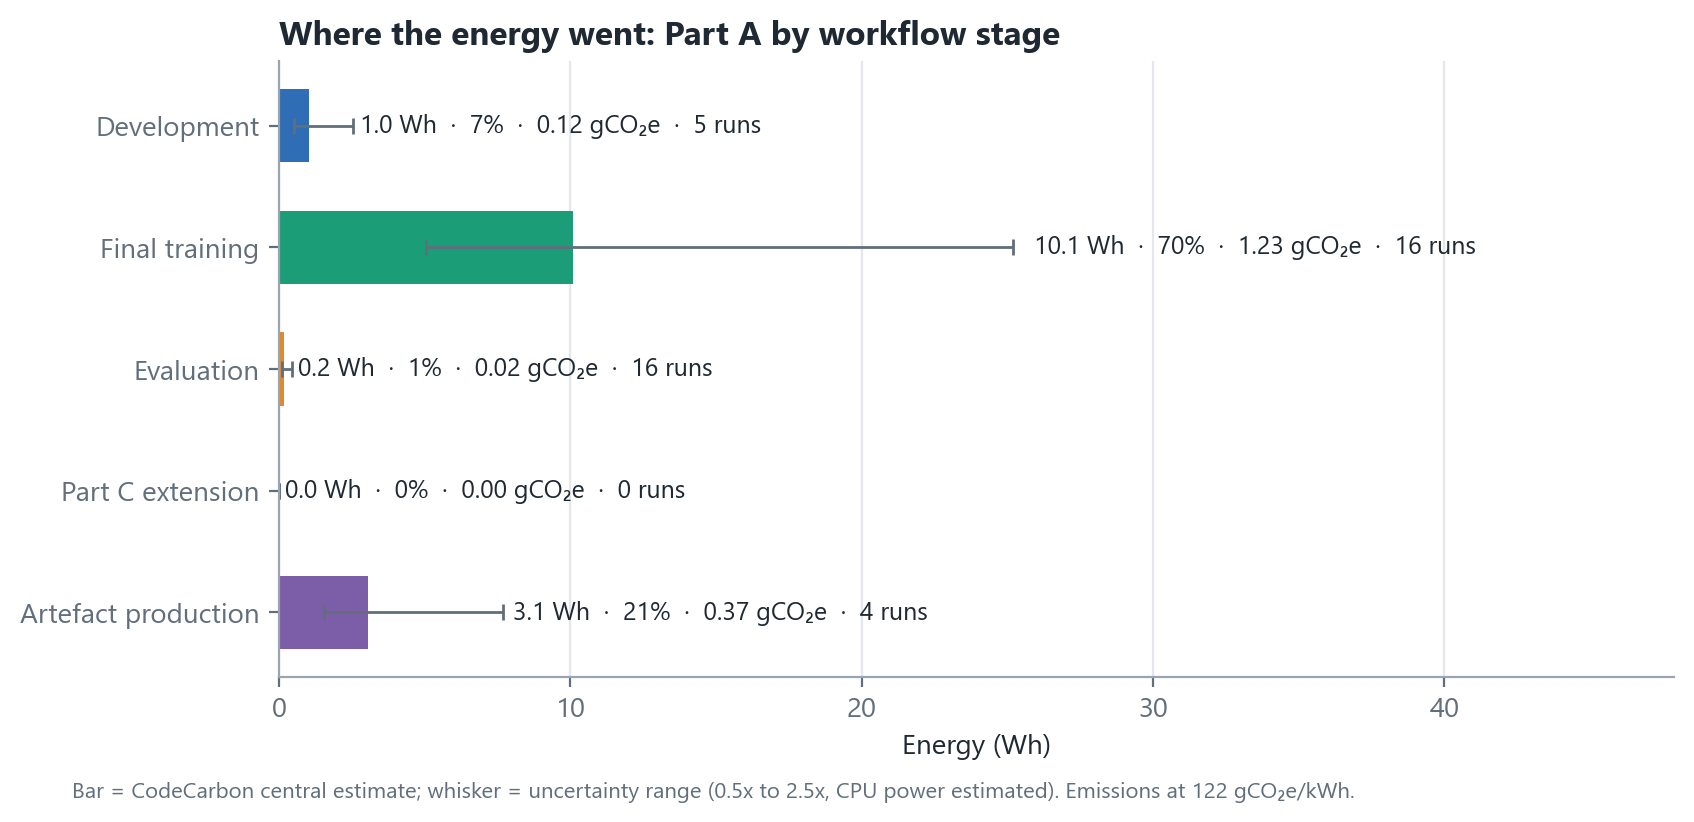 Where the energy went: Part A by workflow stage
Development
1.0 Wh · 7% · 0.12 gCO₂e · 5 runs
Final training
10.1 Wh · 70% · 1.23 gCO₂e · 16 runs
Evaluation
0.2 Wh · 1% · 0.02 gCO₂e · 16 runs
Part C extension
0.0 Wh · 0% · 0.00 gCO₂e · 0 runs
Artefact production
3.1 Wh · 21% · 0.37 gCO₂e · 4 runs
0 10 20 30 40
Energy (Wh)
Bar = CodeCarbon central estimate; whisker = uncertainty range (0.5x to 2.5x, CPU power estimated). Emissions at 122 gCO₂e/kWh.